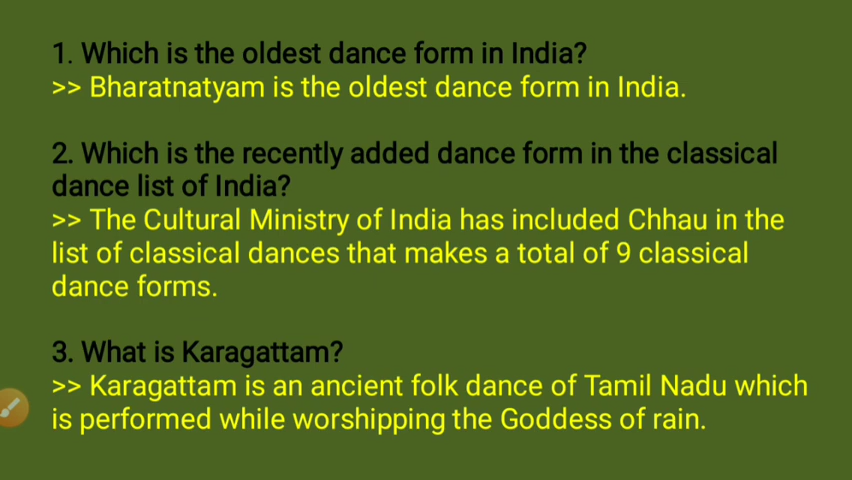 1. Which is the oldest dance form in India?
>> Bharatnatyam is the oldest dance form in India.
2. Which is the recently added dance form in the classical
dance list of India?
>> The Cultural Ministry of India has included Chhau in the
list of classical dances that makes a total of 9 classical
dance forms.
3. What is Karagattam?
>> Karagattam is an ancient folk dance of Tamil Nadu which
is performed while worshipping the Goddess of rain.